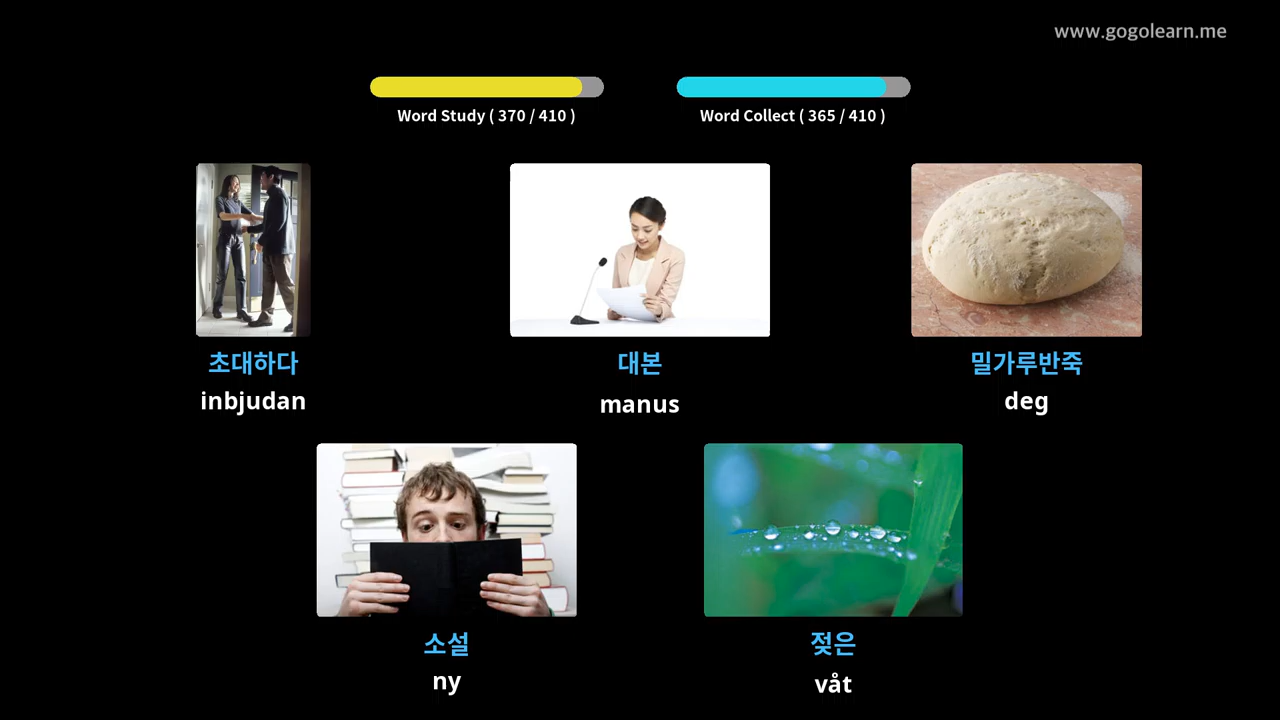 www.gogolearn.me
Word Study ( 370 / 410 )
Word Collect ( 365 / 410 )
초대하다
inbjudan
대본
manus
밀가루반죽
deg
소설
ny
젖은
våt